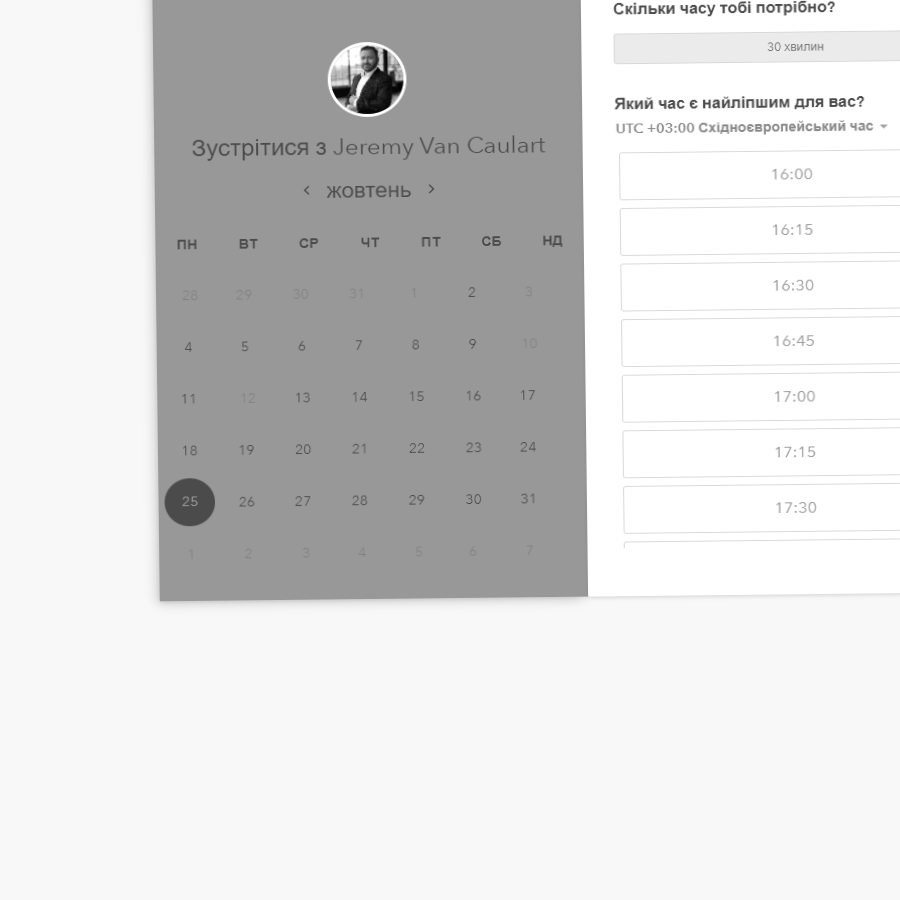 Зустрітися з Jeremy Van Caulart
‹ жовтень ›
ПН ВТ СР ЧТ ПТ СБ НД
28 29 30 31 1 2 3
4 5 6 7 8 9 10
11 12 13 14 15 16 17
18 19 20 21 22 23 24
25 26 27 28 29 30 31
1 2 3 4 5 6 7
Скільки часу тобі потрібно?
30 хвилин
Який час є найліпшим для вас?
UTC +03:00 Східноєвропейський час
16:00
16:15
16:30
16:45
17:00
17:15
17:30